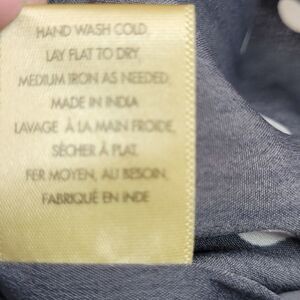 HAND WASH COLD,
LAY FLAT TO DRY,
MEDIUM IRON AS NEEDED,
MADE IN INDIA
LAVAGE À LA MAIN FROIDE,
SÉCHER À PLAT,
FER MOYEN, AU BESOIN,
FABRIQUÉ EN INDE